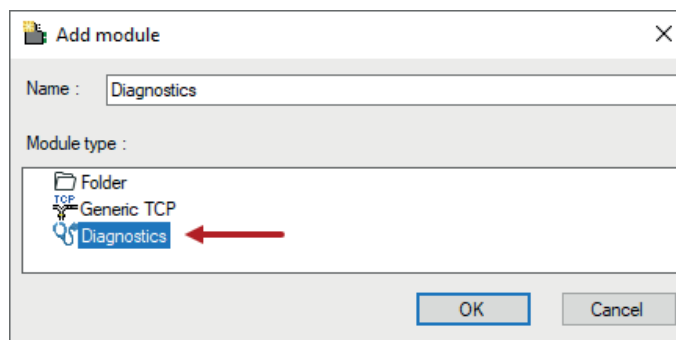 Add module
Name : Diagnostics
Module type :
Folder
TCP
Generic TCP
Diagnostics
OK Cancel